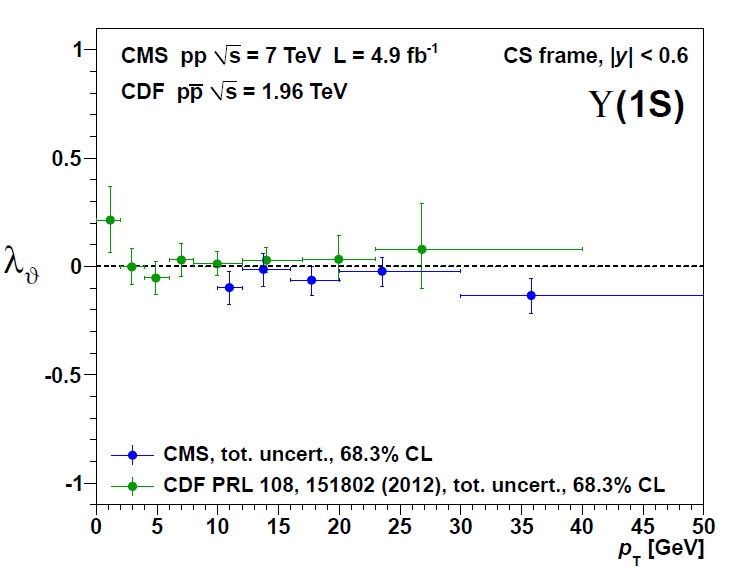 CMS pp √s = 7 TeV L = 4.9 fb⁻¹
CS frame, |y| < 0.6
CDF pp̅ √s = 1.96 TeV
Υ(1S)
1
0.5
0
-0.5
-1
λ_ϑ
CMS, tot. uncert., 68.3% CL
CDF PRL 108, 151802 (2012), tot. uncert., 68.3% CL
0 5 10 15 20 25 30 35 40 45 50
p_T [GeV]